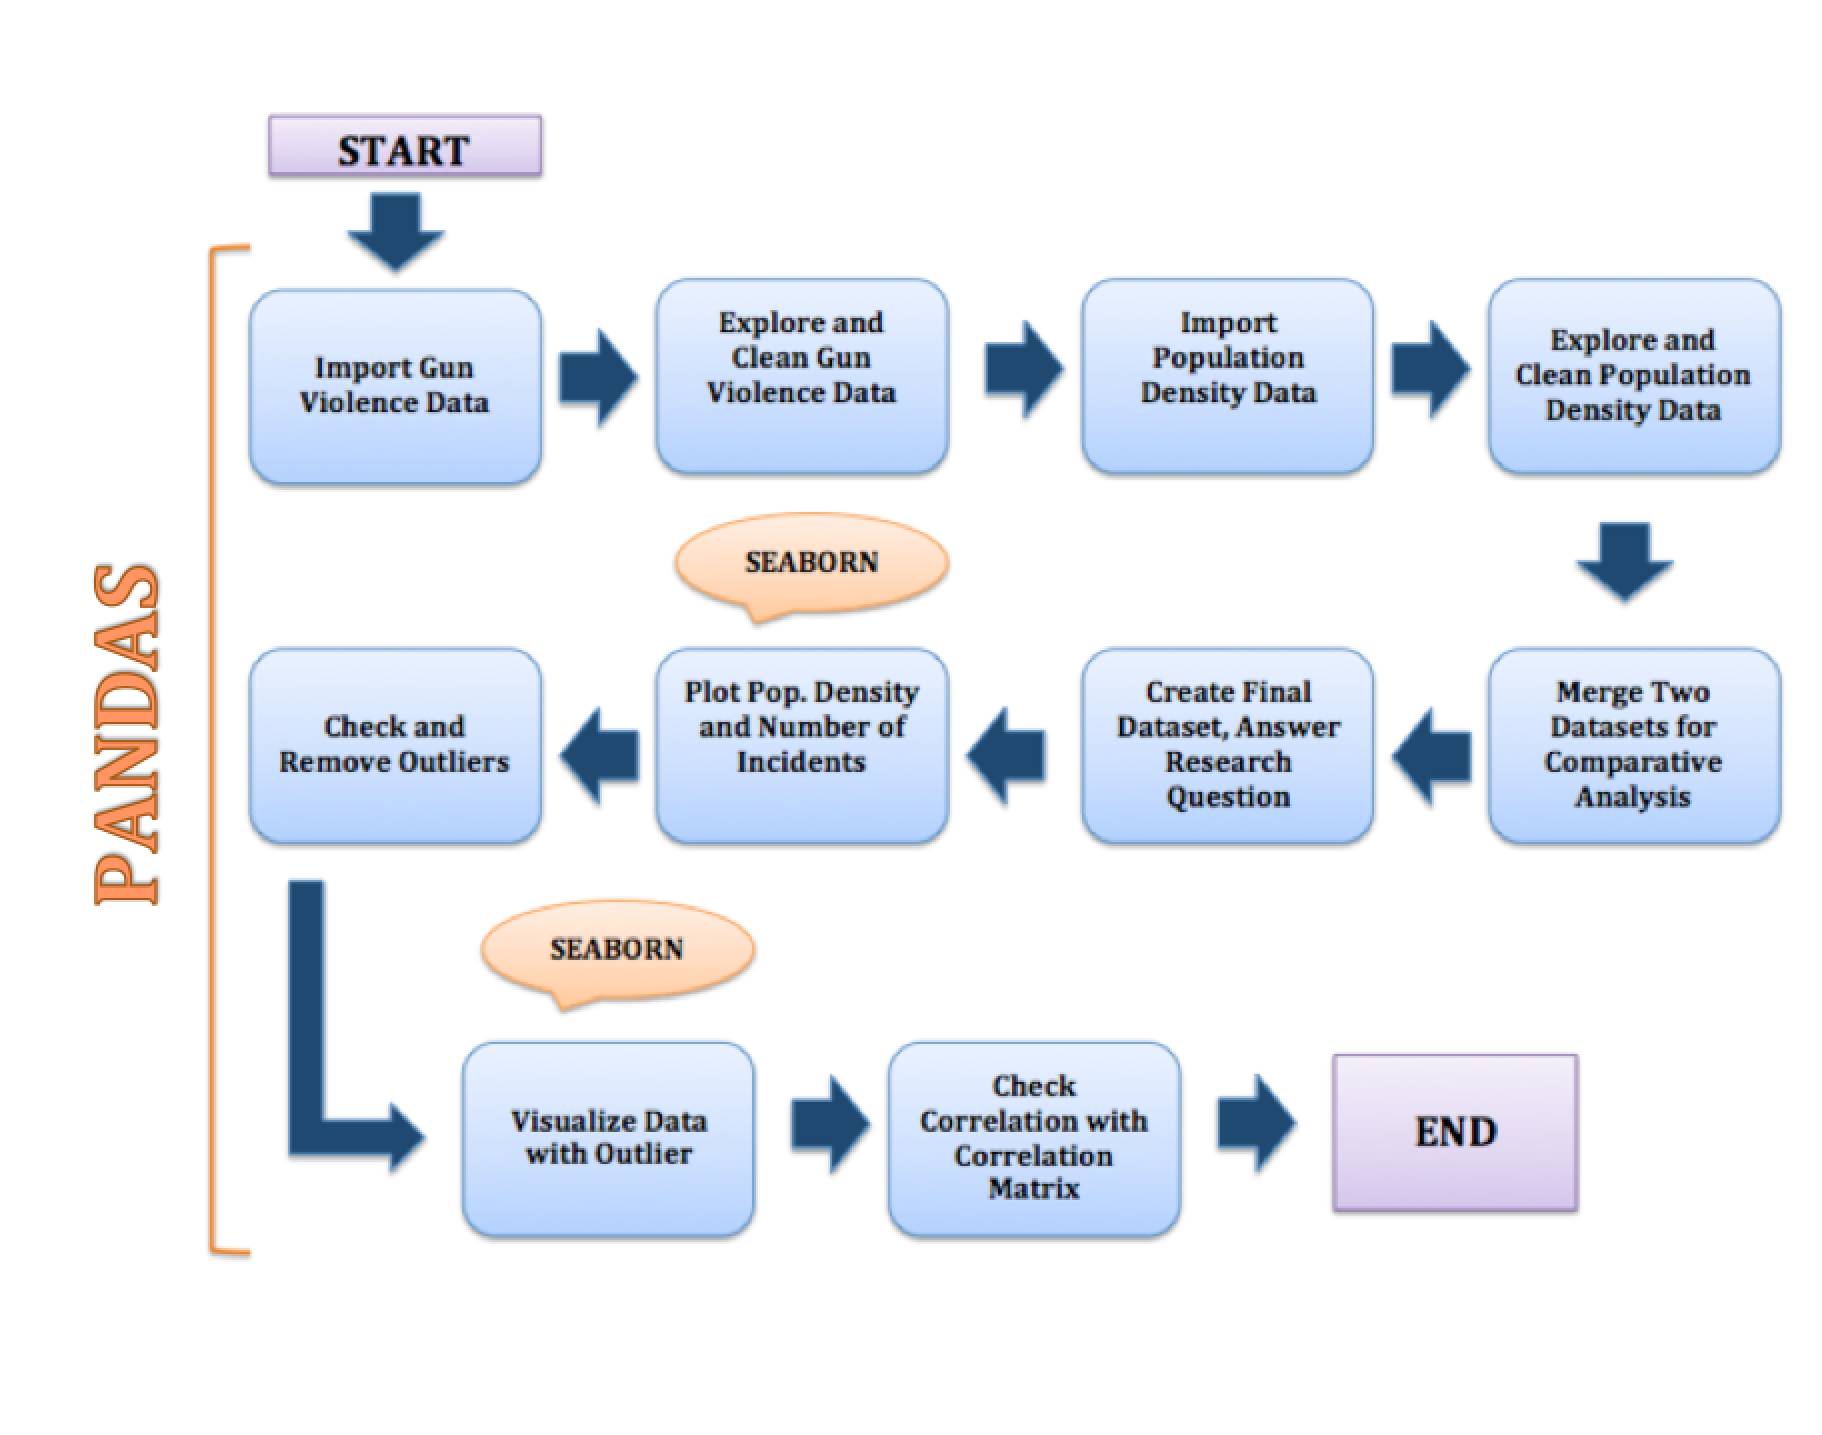 START
Import Gun
Violence Data
Explore and
Clean Gun
Violence Data
Import
Population
Density Data
Explore and
Clean Population
Density Data
PANDAS
SEABORN
Merge Two
Datasets for
Comparative
Analysis
Create Final
Dataset, Answer
Research
Question
Plot Pop. Density
and Number of
Incidents
Check and
Remove Outliers
SEABORN
Visualize Data
with Outlier
Check
Correlation with
Correlation
Matrix
END